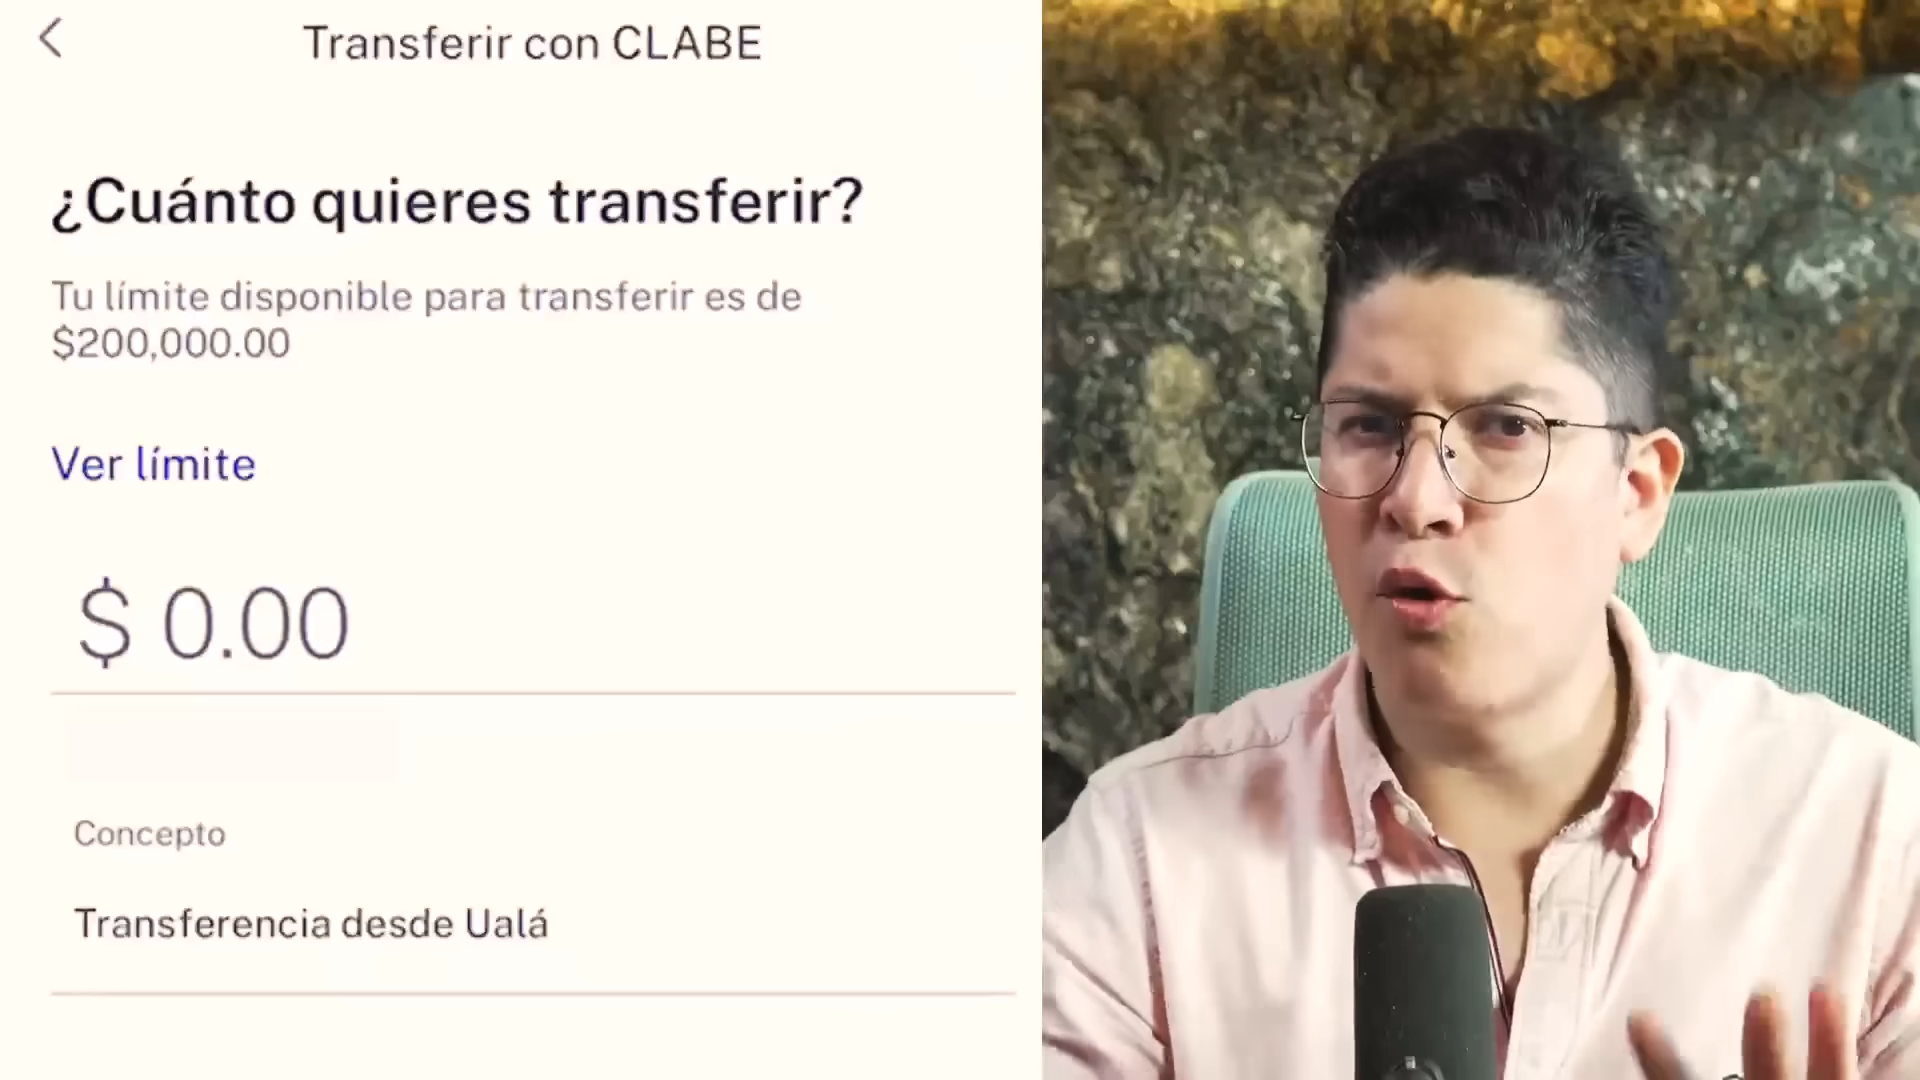 Transferir con CLABE
¿Cuánto quieres transferir?
Tu límite disponible para transferir es de
$200,000.00
Ver límite
$ 0.00
Concepto
Transferencia desde Ualá